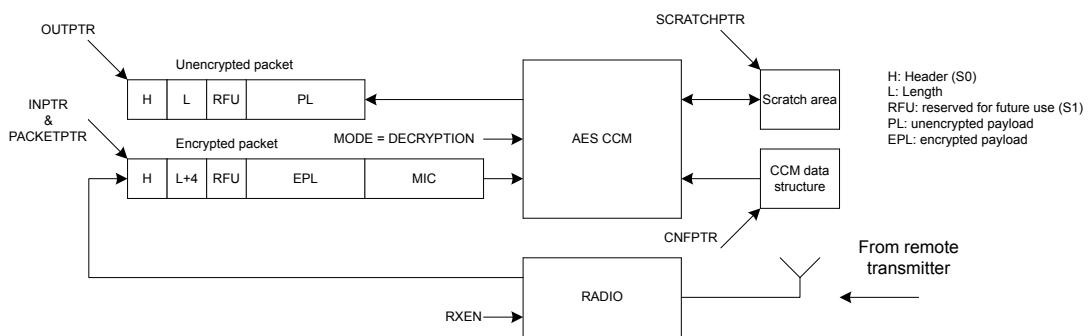 OUTPTR
SCRATCHPTR
Unencrypted packet
H L RFU PL
INPTR
&
PACKETPTR
MODE = DECRYPTION
Encrypted packet
H L+4 RFU EPL MIC
AES CCM
Scratch area
CCM data
structure
CNFPTR
H: Header (S0)
L: Length
RFU: reserved for future use (S1)
PL: unencrypted payload
EPL: encrypted payload
From remote
transmitter
RADIO
RXEN